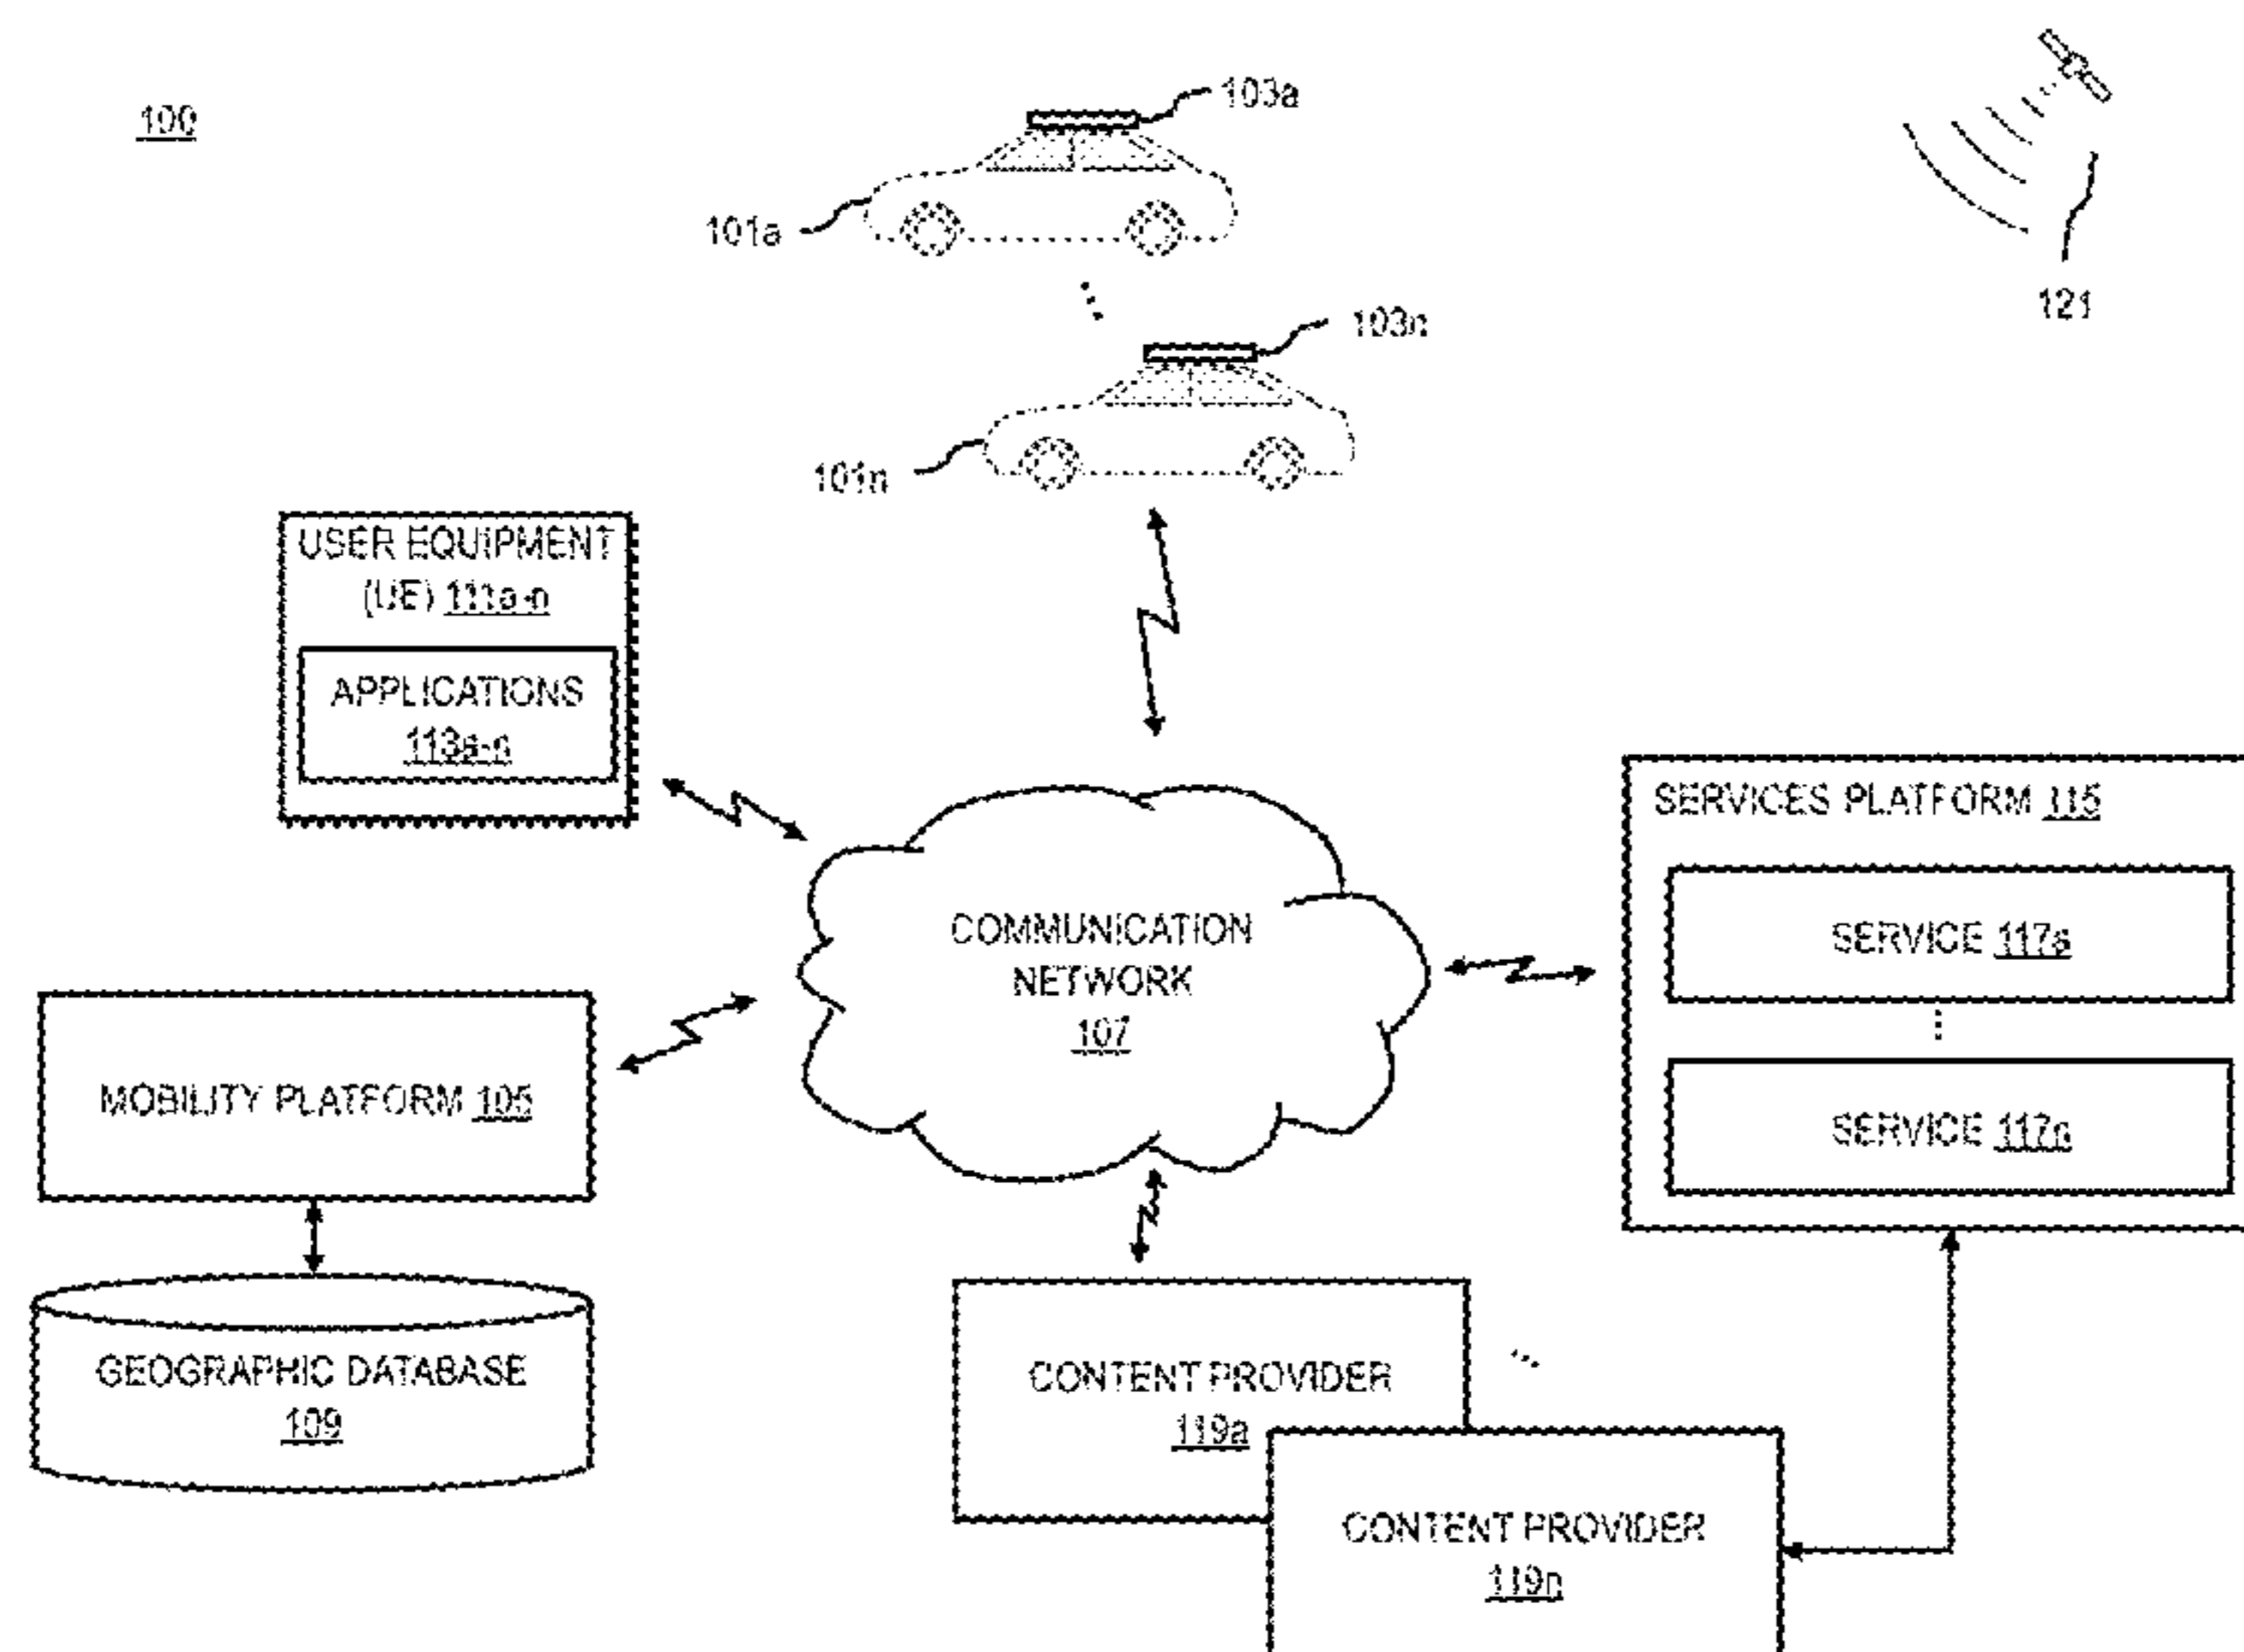 100
103a
101a
121
103n
101n
USER EQUIPMENT
(UE) 111a-n
APPLICATIONS
113a-n
SERVICES PLATFORM 115
SERVICE 117a
SERVICE 117n
COMMUNICATION
NETWORK
107
MOBILITY PLATFORM 105
GEOGRAPHIC DATABASE
109
CONTENT PROVIDER
119a
CONTENT PROVIDER
119n